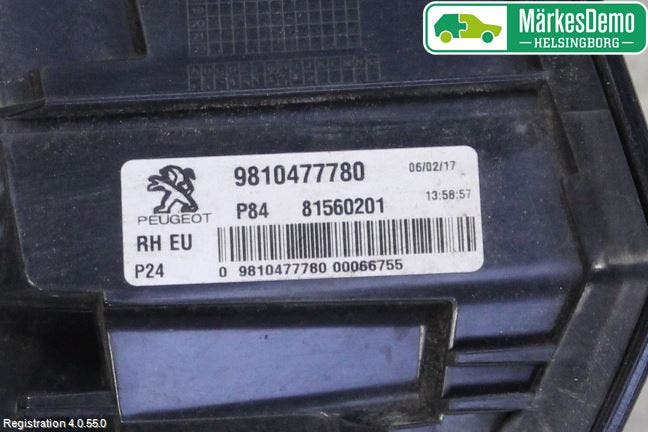 MärkesDemo
HELSINGBORG
9810477780 06/02/17
PEUGEOT P84 81560201 13:58:57
RH EU
P24 0 9810477780 00066755
Registration 4.0.55.0